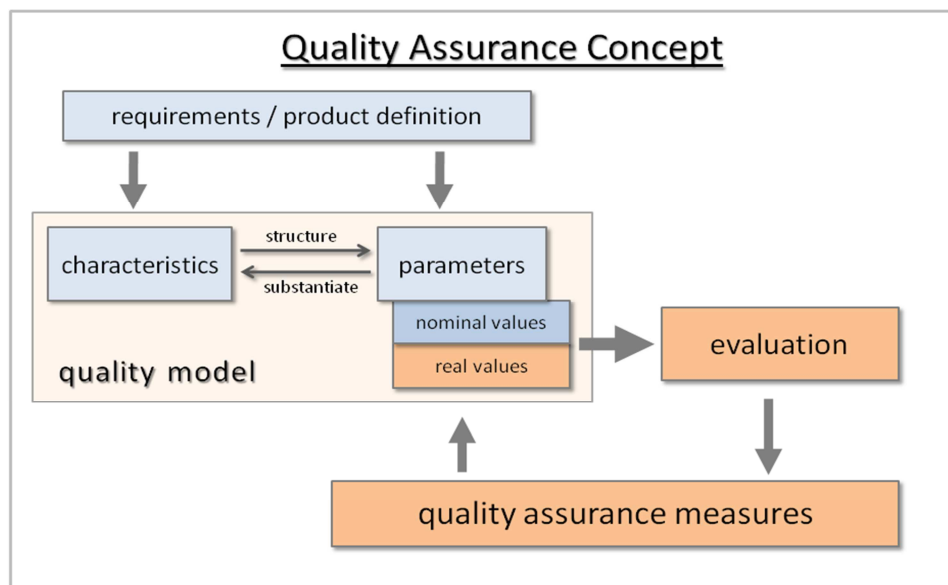 Quality Assurance Concept
requirements / product definition
characteristics
structure
substantiate
parameters
nominal values
real values
quality model
evaluation
quality assurance measures